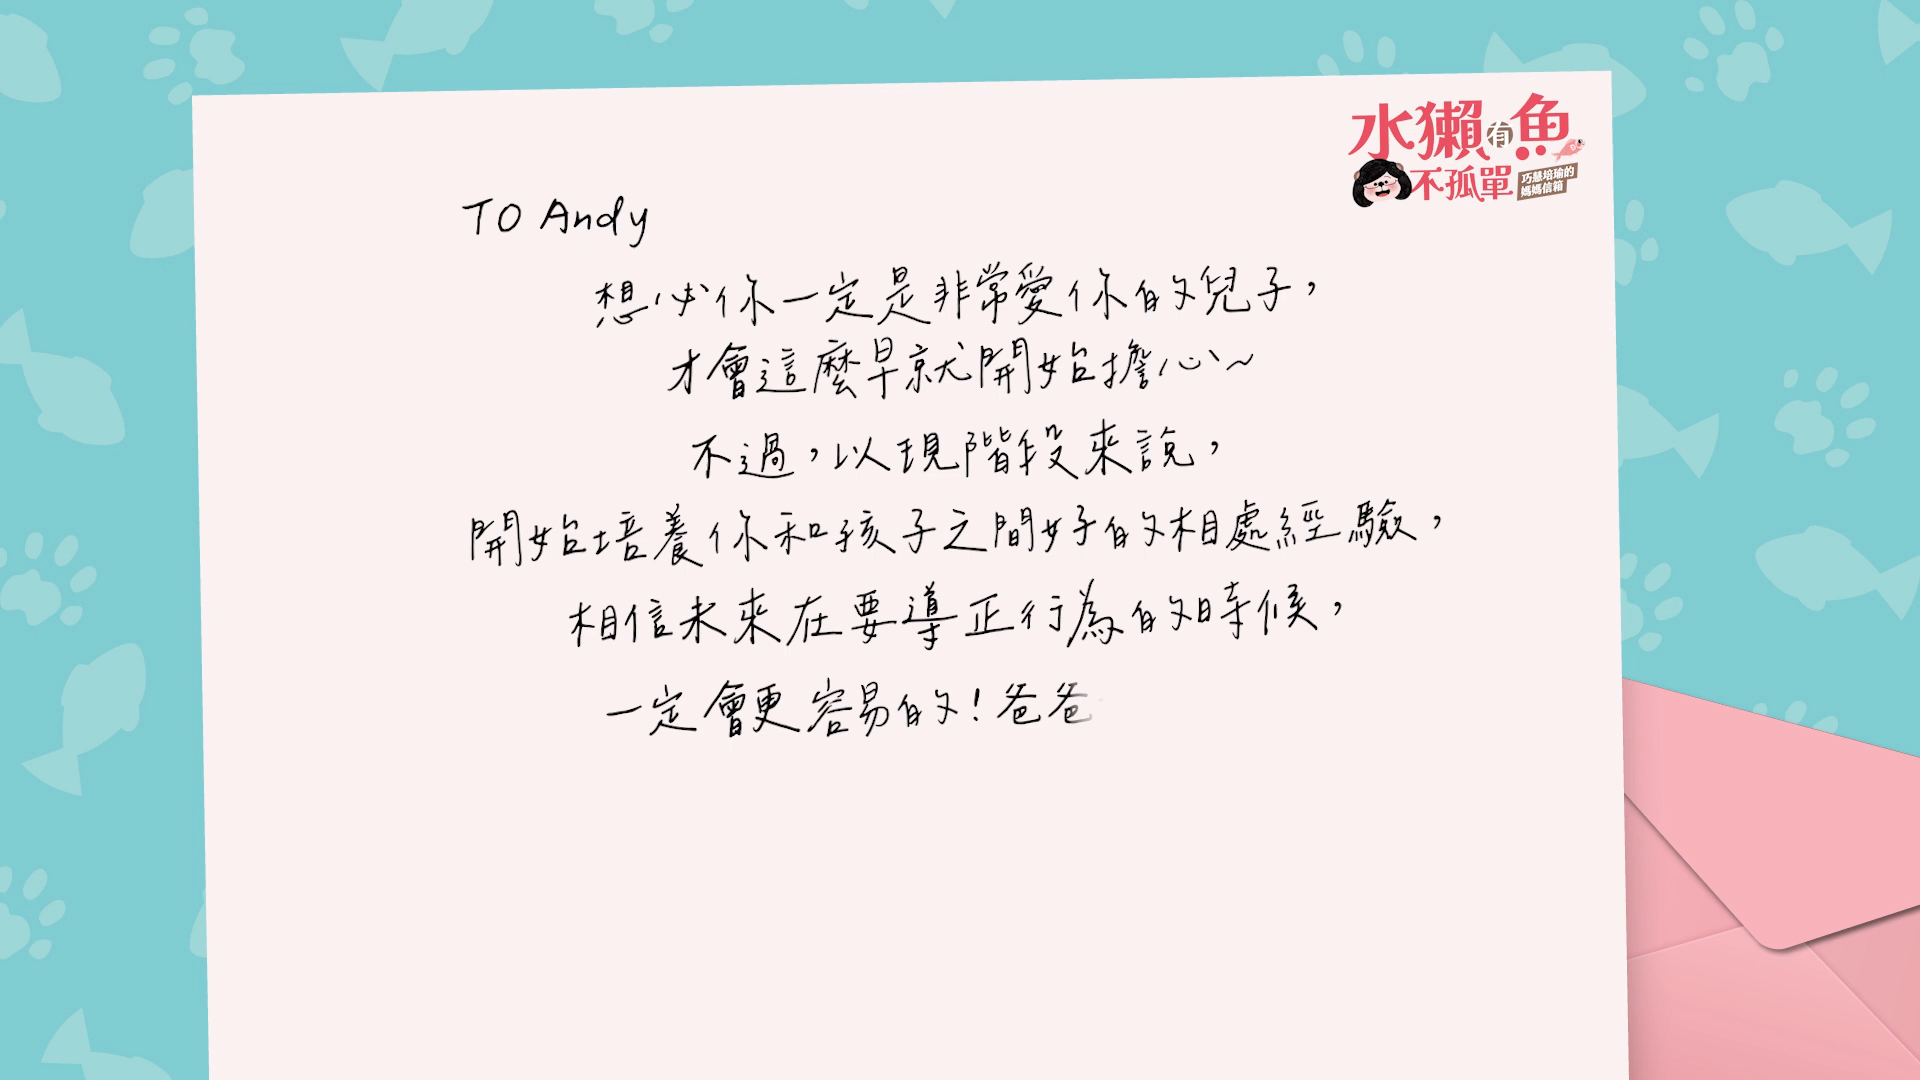 水獺有魚
不孤單
巧慧培瑜的
媽媽信箱
TO Andy
想必你一定是非常愛你的兒子，
才會這麼早就開始擔心~
不過，以現階段來說，
開始培養你和孩子之間好的相處經驗，
相信未來在要導正行為的時候，
一定會更容易的！爸爸